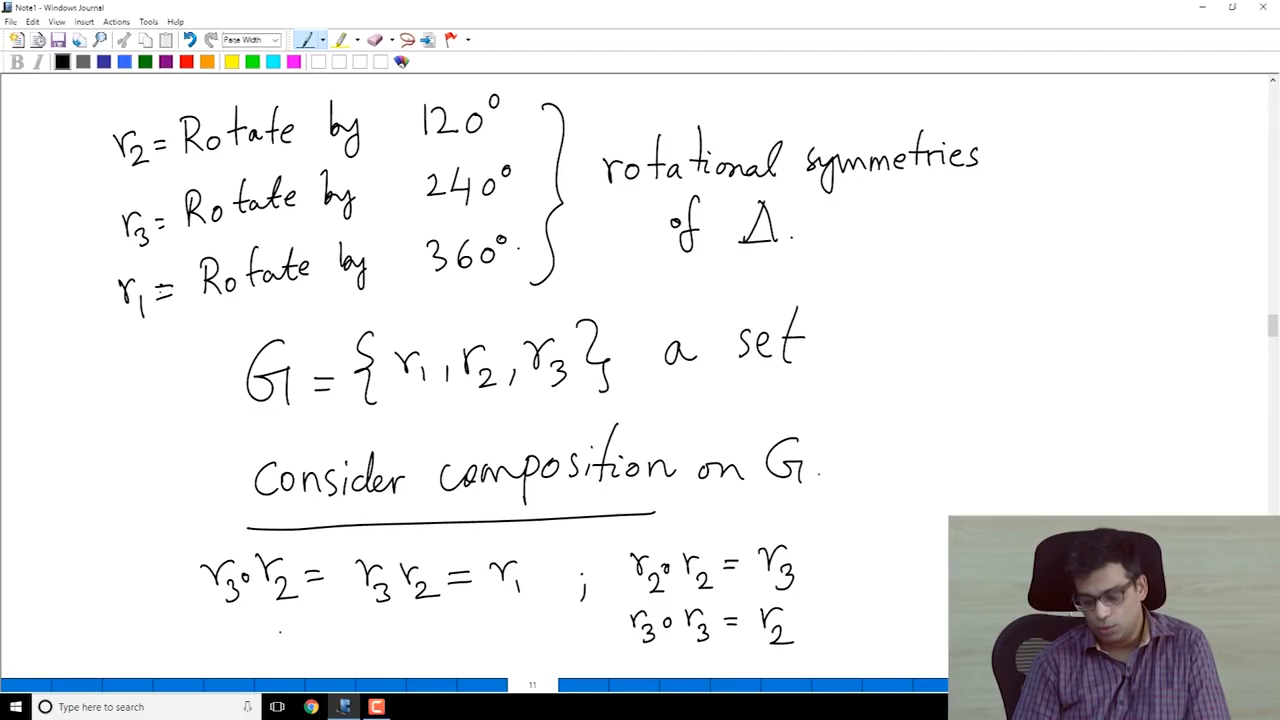 Note1 - Windows Journal
File Edit View Insert Actions Tools Help
Page Width
B I
r₂ = Rotate by 120°
r₃ = Rotate by 240°
r₁ = Rotate by 360°.
rotational symmetries
of Δ.
G = {r₁, r₂, r₃} a set
Consider composition on G.
r₃∘r₂ = r₃r₂ = r₁ ; r₂∘r₂ = r₃
r₃∘r₃ = r₂
11
Type here to search